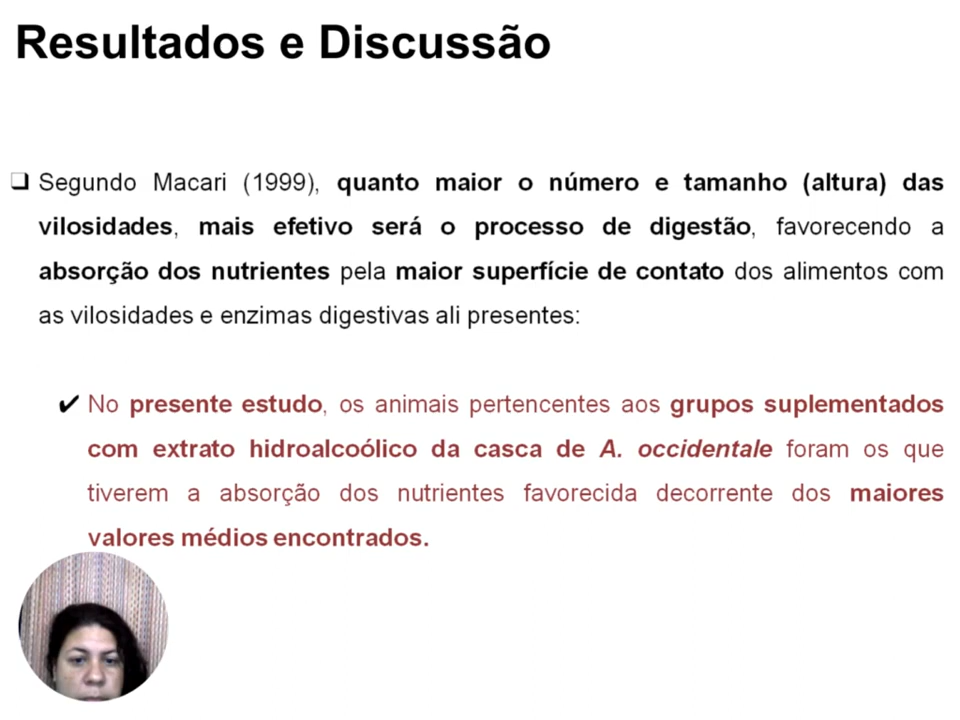 Resultados e Discussão
❑ Segundo Macari (1999), quanto maior o número e tamanho (altura) das
vilosidades, mais efetivo será o processo de digestão, favorecendo a
absorção dos nutrientes pela maior superfície de contato dos alimentos com
as vilosidades e enzimas digestivas ali presentes:
✔ No presente estudo, os animais pertencentes aos grupos suplementados
com extrato hidroalcoólico da casca de A. occidentale foram os que
tiverem a absorção dos nutrientes favorecida decorrente dos maiores
valores médios encontrados.